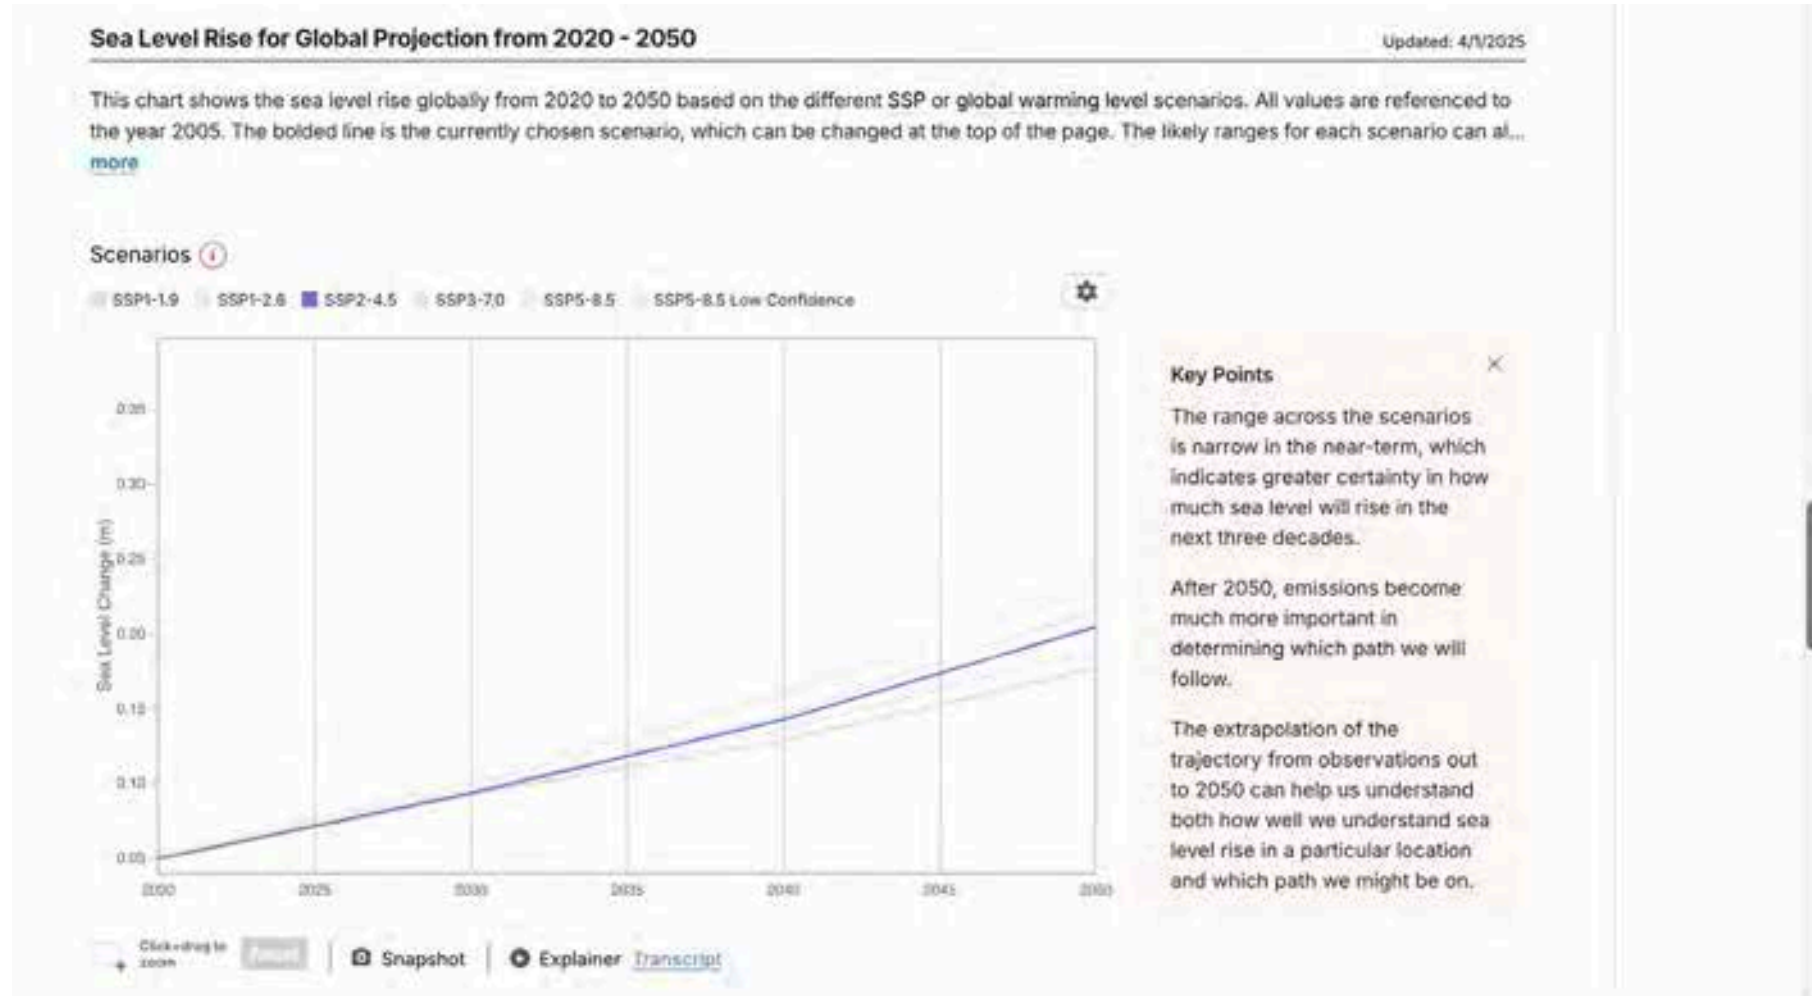 Sea Level Rise for Global Projection from 2020 - 2050
Updated: 4/1/2025
This chart shows the sea level rise globally from 2020 to 2050 based on the different SSP or global warming level scenarios. All values are referenced to
the year 2005. The bolded line is the currently chosen scenario, which can be changed at the top of the page. The likely ranges for each scenario can al...
more
Scenarios
SSP1-1.9 SSP1-2.6 SSP2-4.5 SSP3-7.0 SSP5-8.5 SSP5-8.5 Low Confidence
Sea Level Change (m)
0.35
0.30
0.25
0.20
0.15
0.10
0.05
2020 2025 2030 2035 2040 2045 2050
Key Points
The range across the scenarios
is narrow in the near-term, which
indicates greater certainty in how
much sea level will rise in the
next three decades.
After 2050, emissions become
much more important in
determining which path we will
follow.
The extrapolation of the
trajectory from observations out
to 2050 can help us understand
both how well we understand sea
level rise in a particular location
and which path we might be on.
Click+drag to
zoom
Snapshot
Explainer Transcript